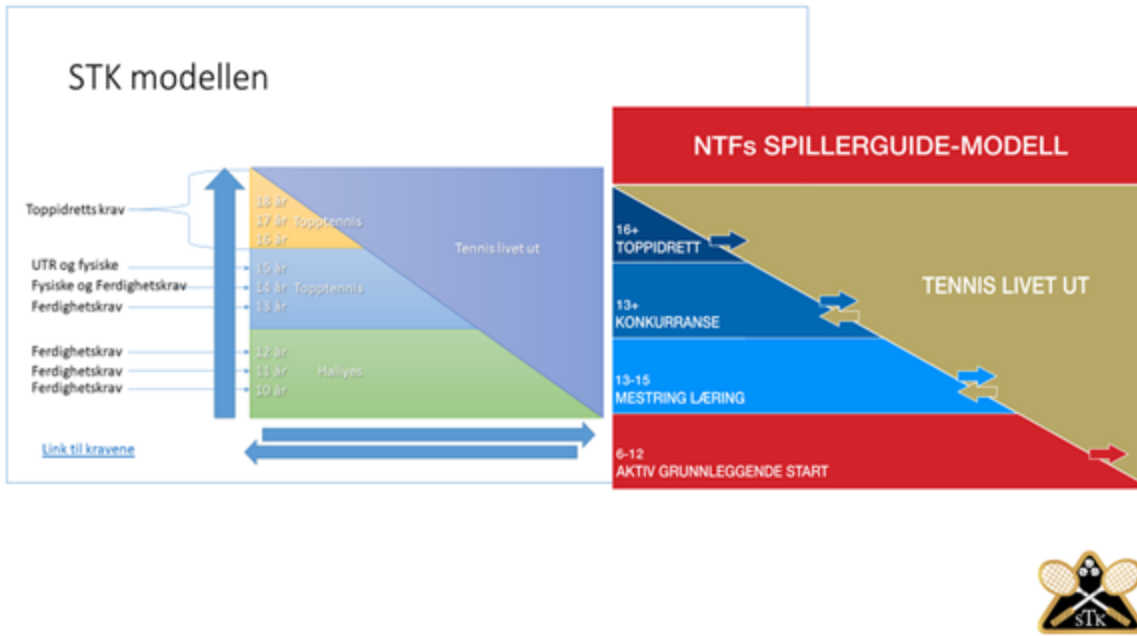 STK modellen
Toppidrettskrav
UTR og fysiske
Fysiske og Ferdighetskrav
Ferdighetskrav
Ferdighetskrav
Ferdighetskrav
Ferdighetskrav
Link til kravene
18 år
17 år Topptennis
16 år
15 år
14 år Topptennis
13 år
12 år
11 år
10 år
Tennis livet ut
NTFs SPILLERGUIDE-MODELL
16+
TOPPIDRETT
13+
KONKURRANSE
13-15
MESTRING LÆRING
6-12
AKTIV GRUNNLEGGENDE START
TENNIS LIVET UT
STK